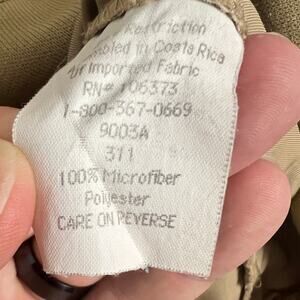 Restriction
Assembled in Costa Rica
Of Imported Fabric
RN# 106373
1-800-367-0669
9003A
311
100% Microfiber
Polyester
CARE ON REVERSE